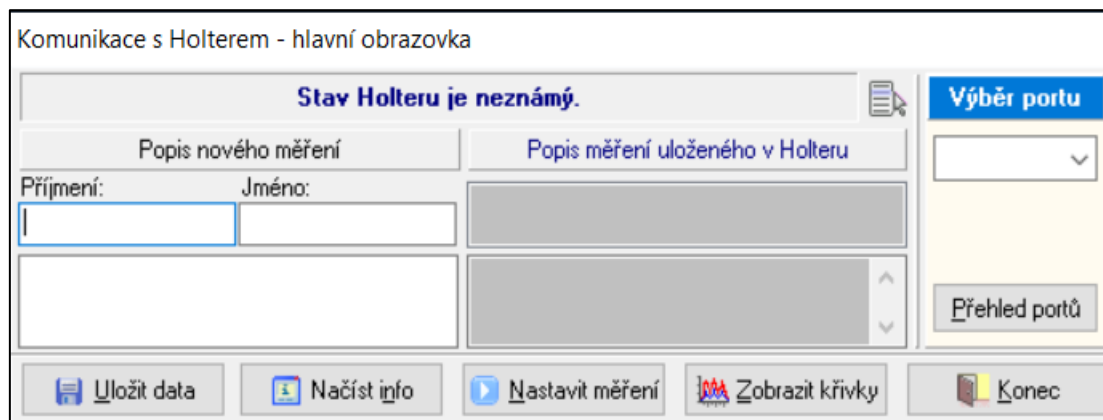 Komunikace s Holterem - hlavní obrazovka
Stav Holteru je neznámý.
Výběr portu
Popis nového měření
Popis měření uloženého v Holteru
Příjmení:
Jméno:
Přehled portů
Uložit data
Načíst info
Nastavit měření
Zobrazit křivky
Konec